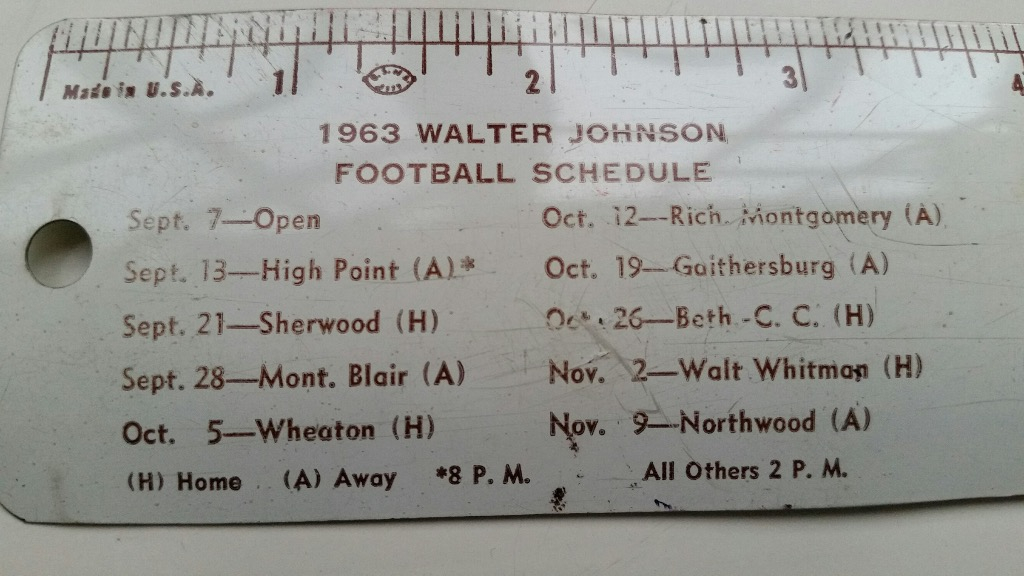 1 2 3 4
Made in U.S.A.
1963 WALTER JOHNSON
FOOTBALL SCHEDULE
Sept. 7—Open
Sept. 13—High Point (A)*
Sept. 21—Sherwood (H)
Sept. 28—Mont. Blair (A)
Oct. 5—Wheaton (H)
Oct. 12—Rich. Montgomery (A)
Oct. 19—Gaithersburg (A)
Oct. 26—Beth.-C. C. (H)
Nov. 2—Walt Whitman (H)
Nov. 9—Northwood (A)
(H) Home (A) Away *8 P. M. All Others 2 P. M.